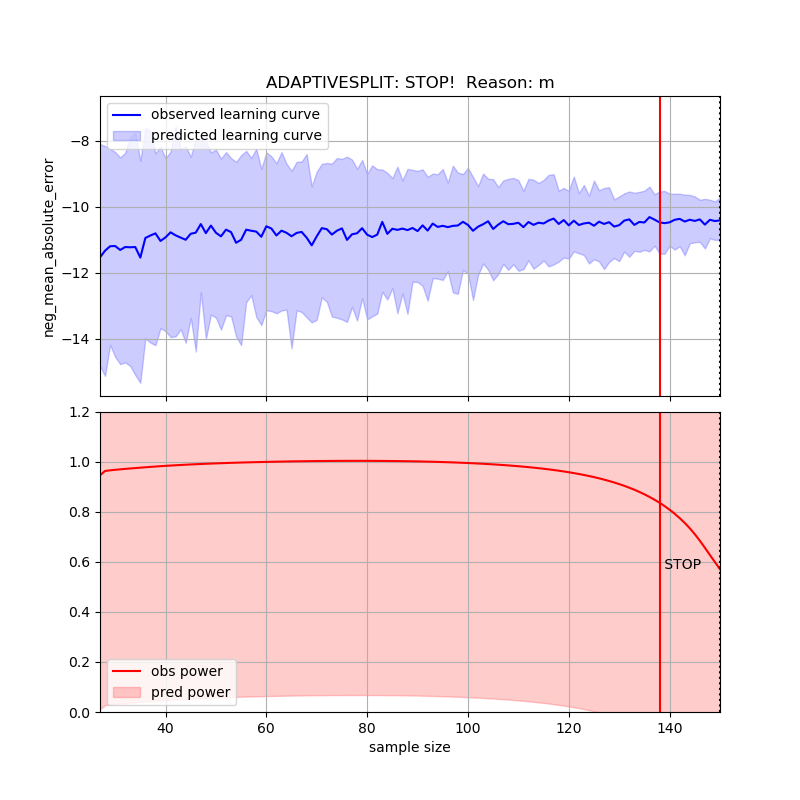 ADAPTIVESPLIT: STOP!  Reason: m
observed learning curve
predicted learning curve
neg_mean_absolute_error
−8
−10
−12
−14
1.2
1.0
0.8
0.6
0.4
0.2
0.0
STOP
obs power
pred power
40
60
80
100
120
140
sample size